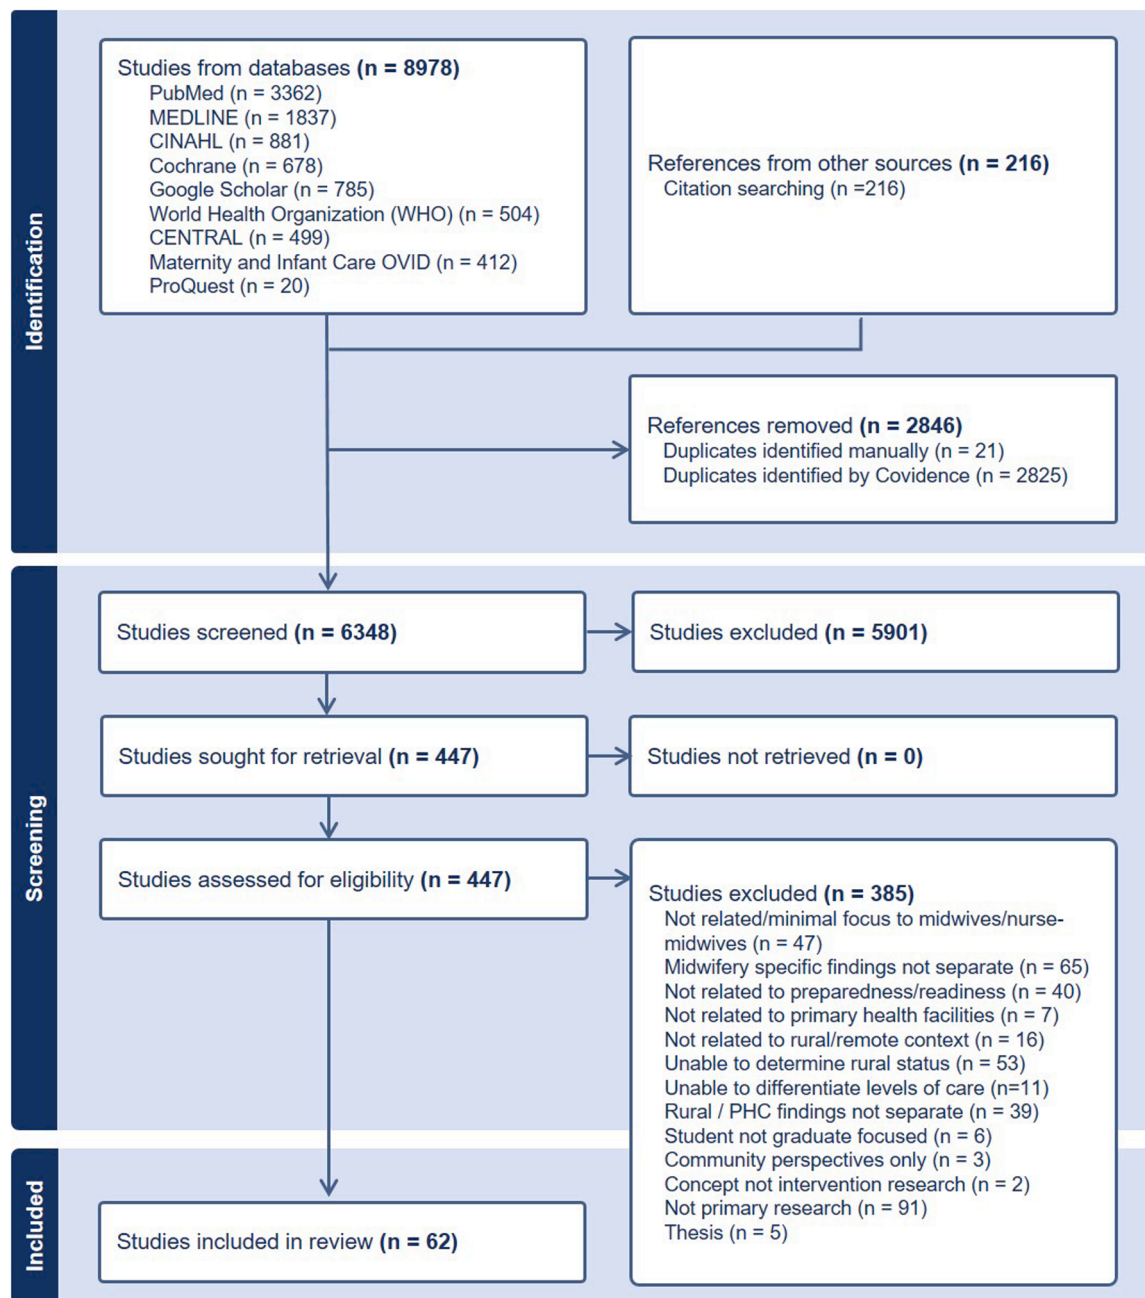 Identification
Studies from databases (n = 8978)
PubMed (n = 3362)
MEDLINE (n = 1837)
CINAHL (n = 881)
Cochrane (n = 678)
Google Scholar (n = 785)
World Health Organization (WHO) (n = 504)
CENTRAL (n = 499)
Maternity and Infant Care OVID (n = 412)
ProQuest (n = 20)
References from other sources (n = 216)
Citation searching (n =216)
References removed (n = 2846)
Duplicates identified manually (n = 21)
Duplicates identified by Covidence (n = 2825)
Screening
Studies screened (n = 6348)
Studies excluded (n = 5901)
Studies sought for retrieval (n = 447)
Studies not retrieved (n = 0)
Studies assessed for eligibility (n = 447)
Studies excluded (n = 385)
Not related/minimal focus to midwives/nurse-
midwives (n = 47)
Midwifery specific findings not separate (n = 65)
Not related to preparedness/readiness (n = 40)
Not related to primary health facilities (n = 7)
Not related to rural/remote context (n = 16)
Unable to determine rural status (n = 53)
Unable to differentiate levels of care (n=11)
Rural / PHC findings not separate (n = 39)
Student not graduate focused (n = 6)
Community perspectives only (n = 3)
Concept not intervention research (n = 2)
Not primary research (n = 91)
Thesis (n = 5)
Included
Studies included in review (n = 62)